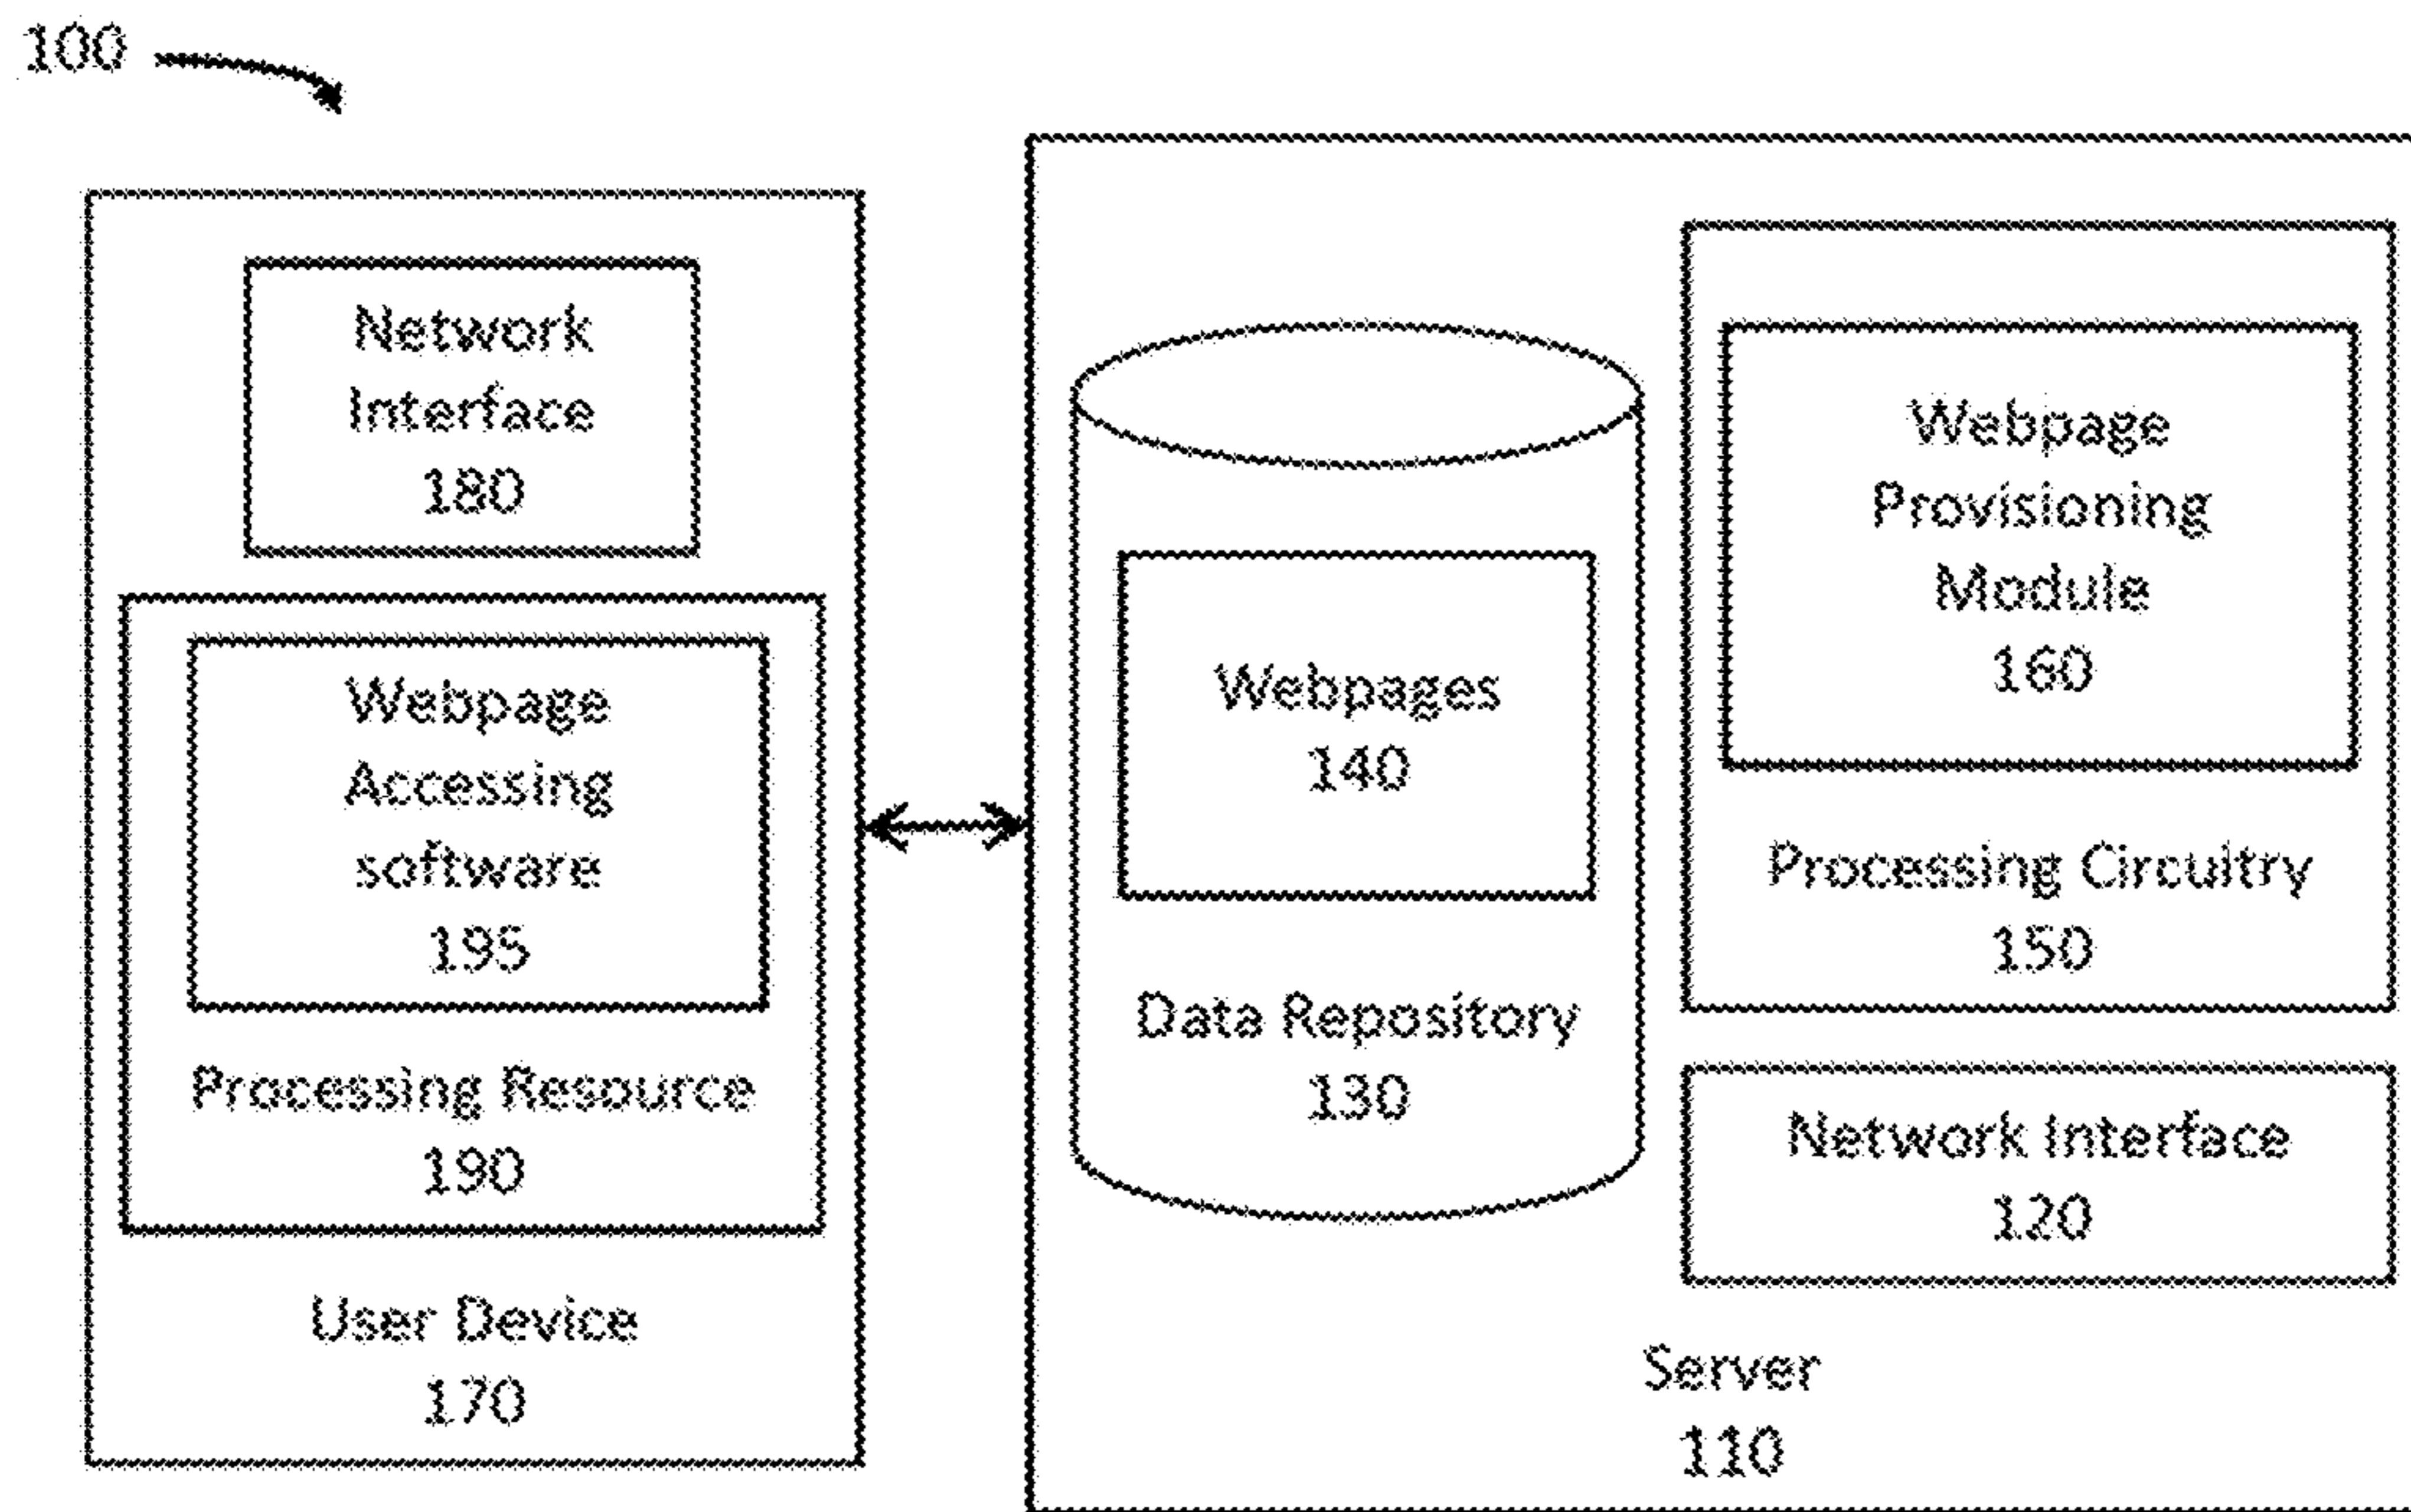 100
Network
Interface
180
Webpage
Accessing
software
195
Processing Resource
190
User Device
170
Webpages
140
Data Repository
130
Webpage
Provisioning
Module
160
Processing Circuitry
150
Network Interface
120
Server
110